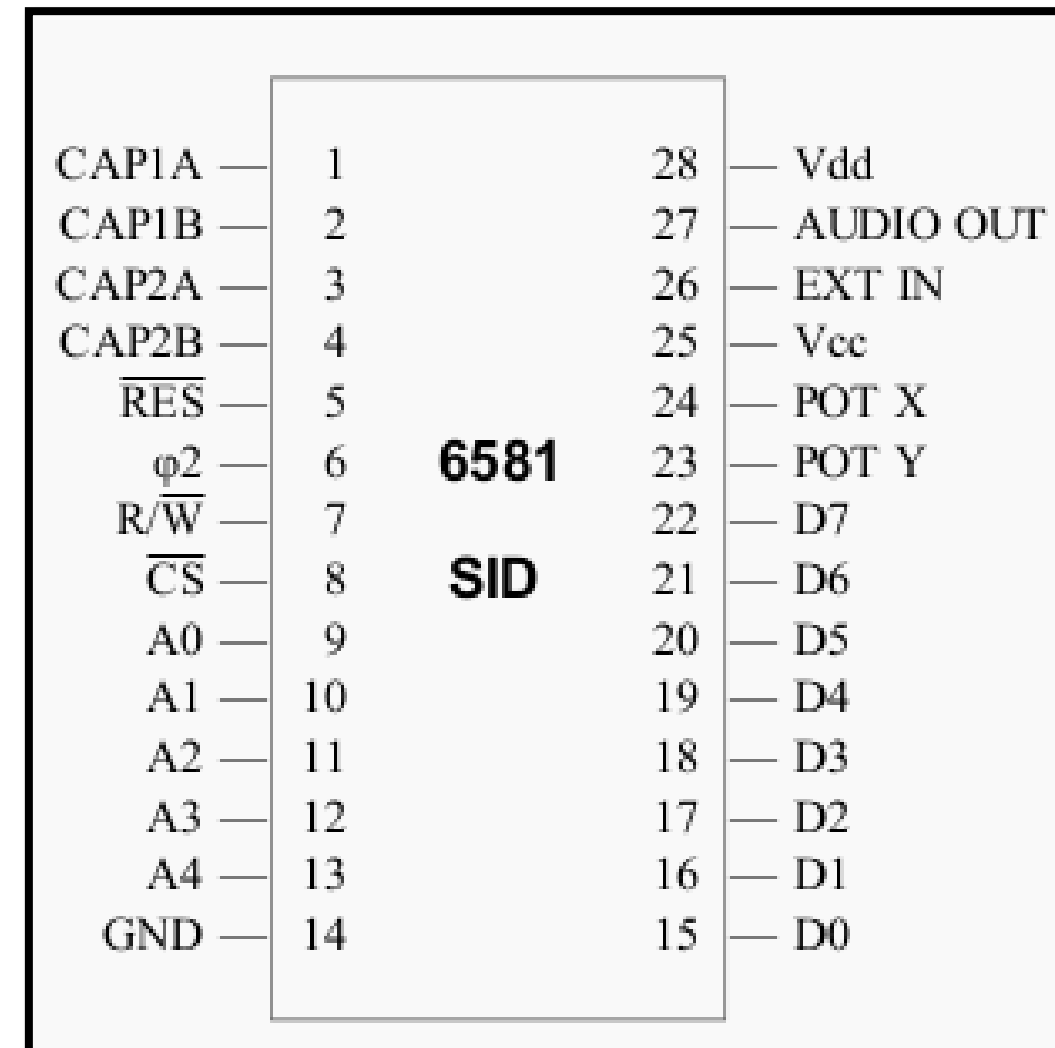 CAP1A 1 28 Vdd
CAP1B 2 27 AUDIO OUT
CAP2A 3 26 EXT IN
CAP2B 4 25 Vcc
R̅E̅S̅ 5 24 POT X
φ2 6 6581 23 POT Y
R/W̅ 7 22 D7
C̅S̅ 8 SID 21 D6
A0 9 20 D5
A1 10 19 D4
A2 11 18 D3
A3 12 17 D2
A4 13 16 D1
GND 14 15 D0